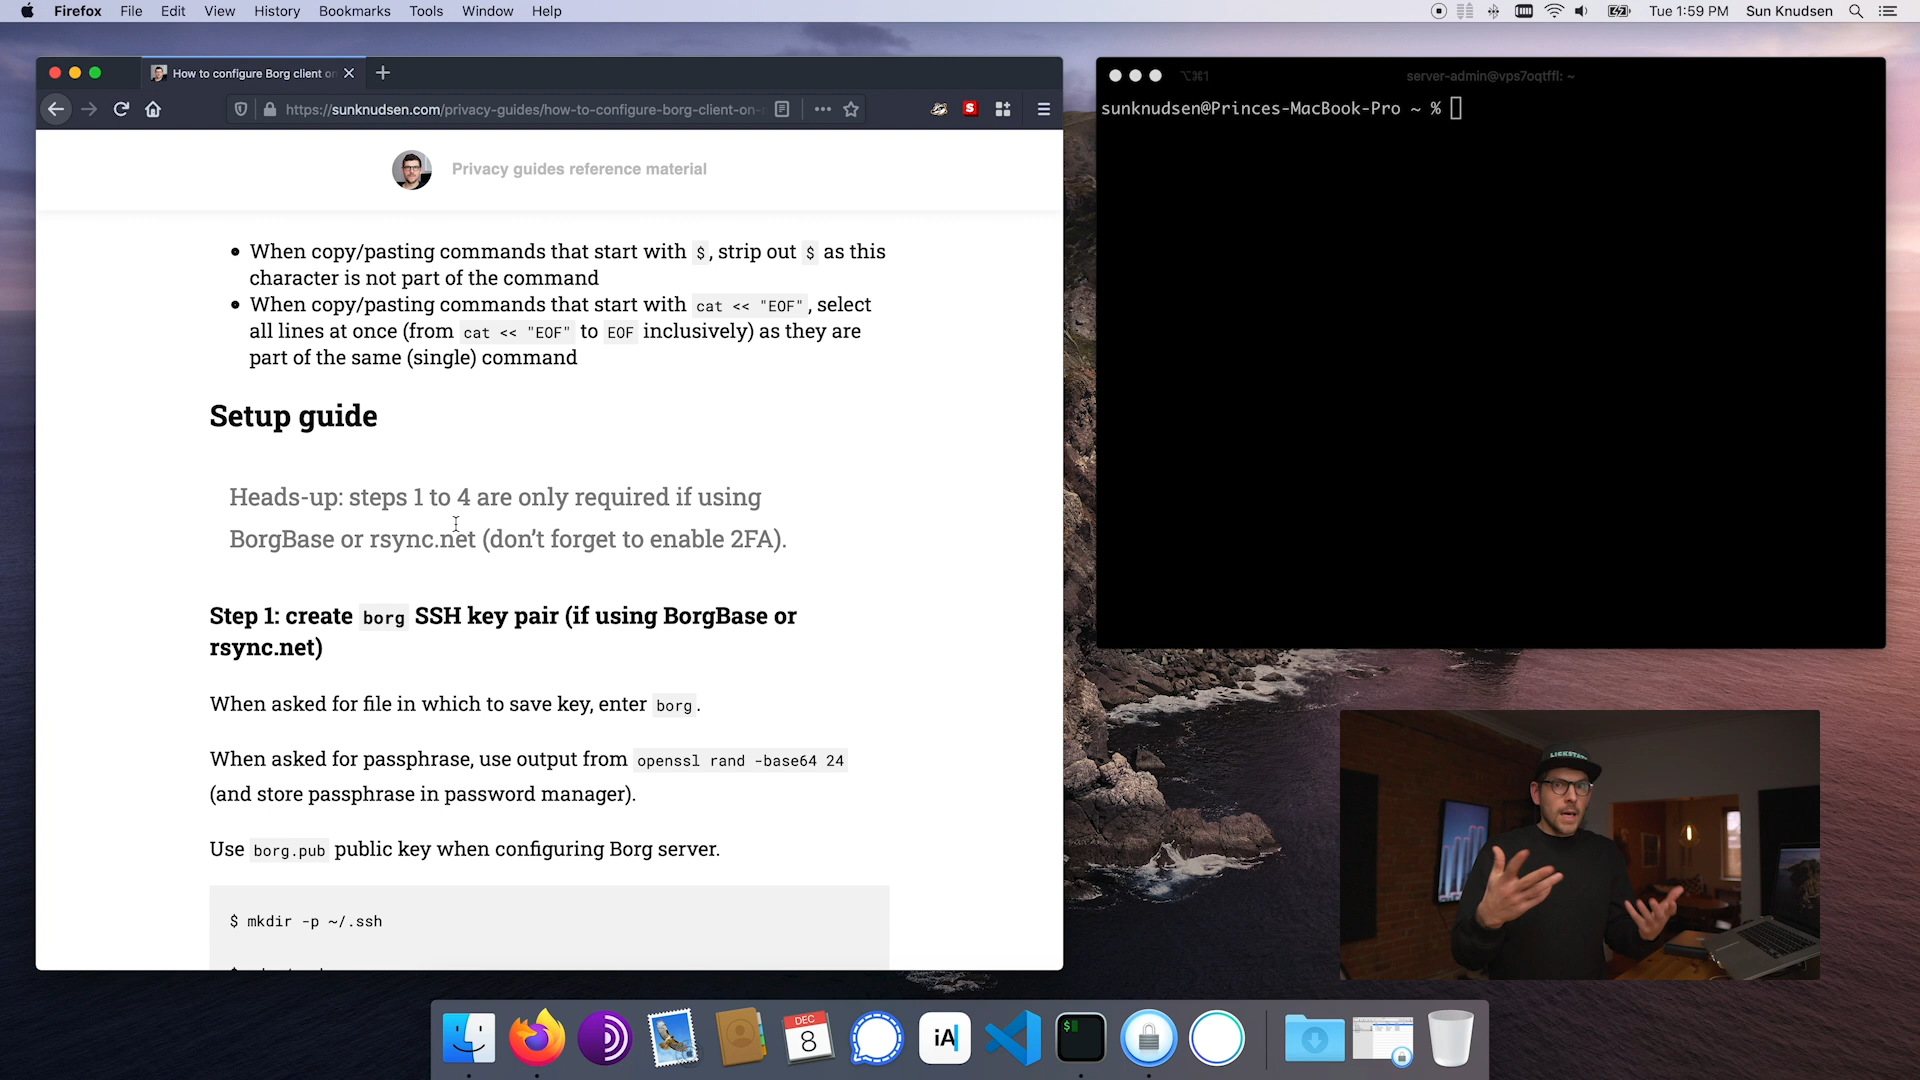 Firefox File Edit View History Bookmarks Tools Window Help
Tue 1:59 PM Sun Knudsen
How to configure Borg client on
https://sunknudsen.com/privacy-guides/how-to-configure-borg-client-on-
Privacy guides reference material
When copy/pasting commands that start with $, strip out $ as this
character is not part of the command
When copy/pasting commands that start with cat << "EOF", select
all lines at once (from cat << "EOF" to EOF inclusively) as they are
part of the same (single) command
Setup guide
Heads-up: steps 1 to 4 are only required if using
BorgBase or rsync.net (don’t forget to enable 2FA).
Step 1: create borg SSH key pair (if using BorgBase or
rsync.net)
When asked for file in which to save key, enter borg.
When asked for passphrase, use output from openssl rand -base64 24
(and store passphrase in password manager).
Use borg.pub public key when configuring Borg server.
$ mkdir -p ~/.ssh
⌥⌘1 server-admin@vps7oqtffl: ~
sunknudsen@Princes-MacBook-Pro ~ %
DEC
8
iA
$
S